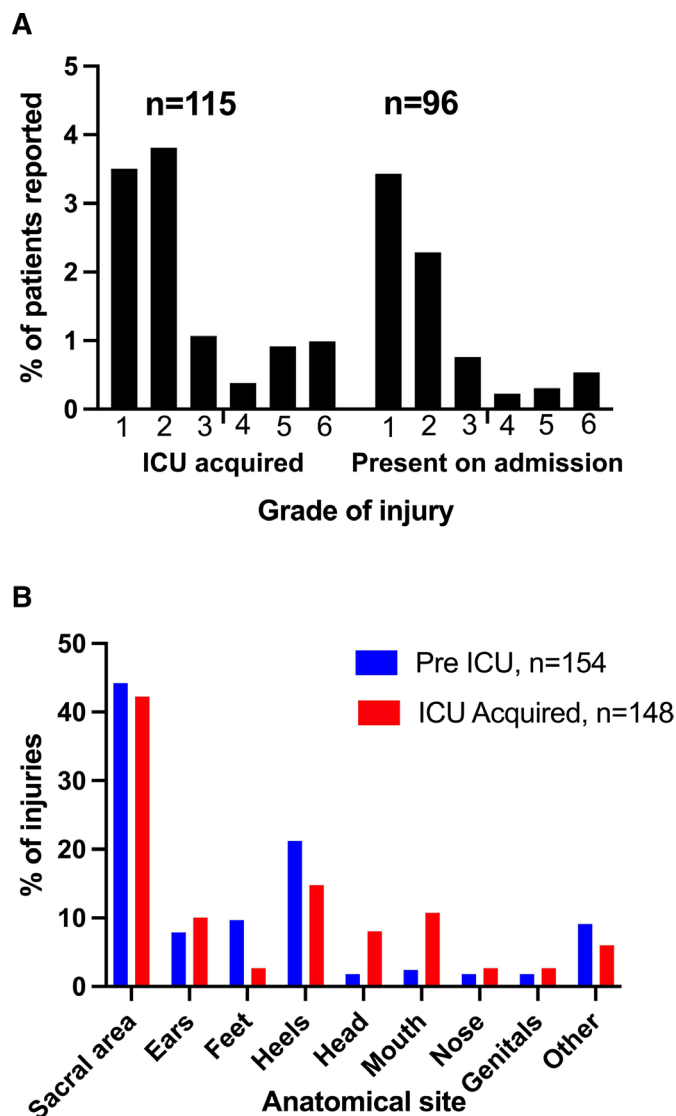 A
5
n=115
n=96
4
3
2
1
0
% of patients reported
1 2 3 4 5 6 1 2 3 4 5 6
ICU acquired Present on admission
Grade of injury
B
50
Pre ICU, n=154
40
ICU Acquired, n=148
30
20
10
0
% of injuries
Sacral area
Ears
Feet
Heels
Head
Mouth
Nose
Genitals
Other
Anatomical site